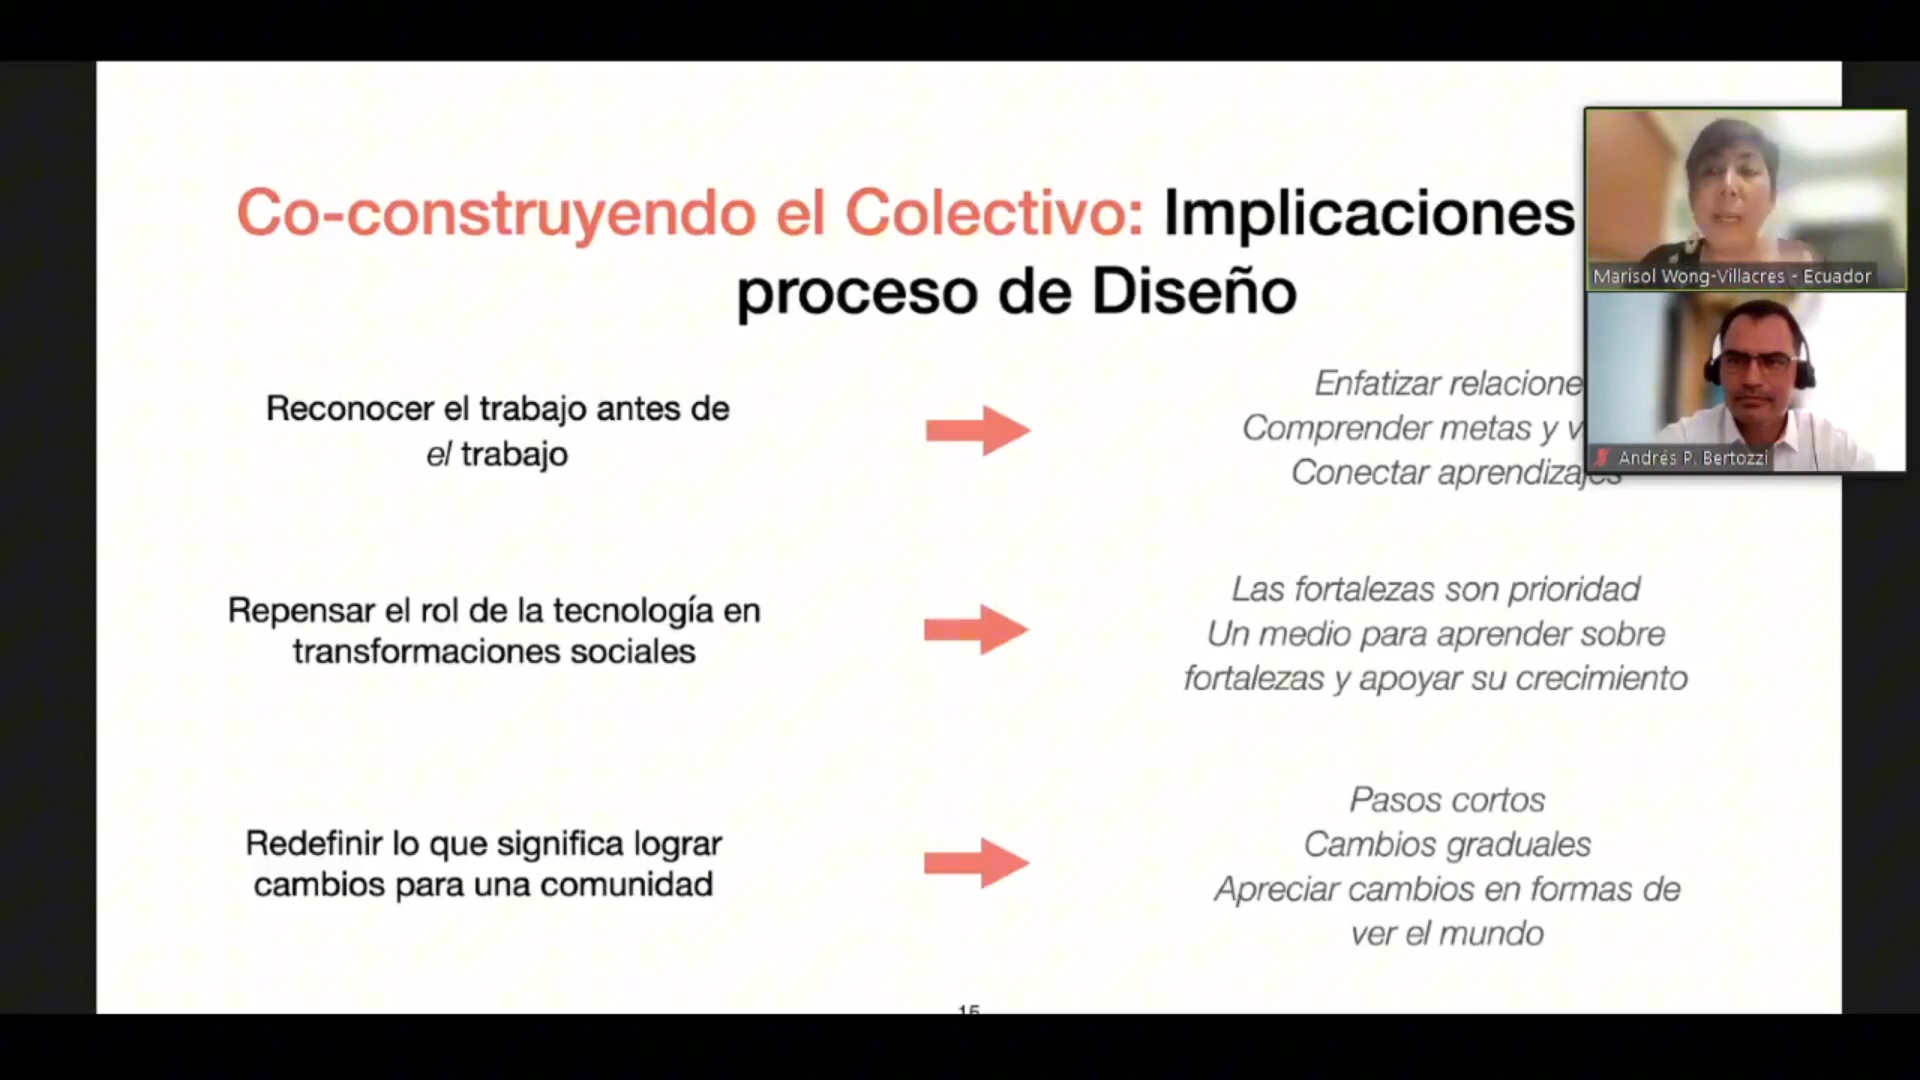 Co-construyendo el Colectivo: Implicaciones
proceso de Diseño
Reconocer el trabajo antes de
el trabajo
Enfatizar relacione
Comprender metas y v
Conectar aprendizajes
Repensar el rol de la tecnología en
transformaciones sociales
Las fortalezas son prioridad
Un medio para aprender sobre
fortalezas y apoyar su crecimiento
Redefinir lo que significa lograr
cambios para una comunidad
Pasos cortos
Cambios graduales
Apreciar cambios en formas de
ver el mundo
Marisol Wong-Villacres - Ecuador
Andrés P. Bertozzi